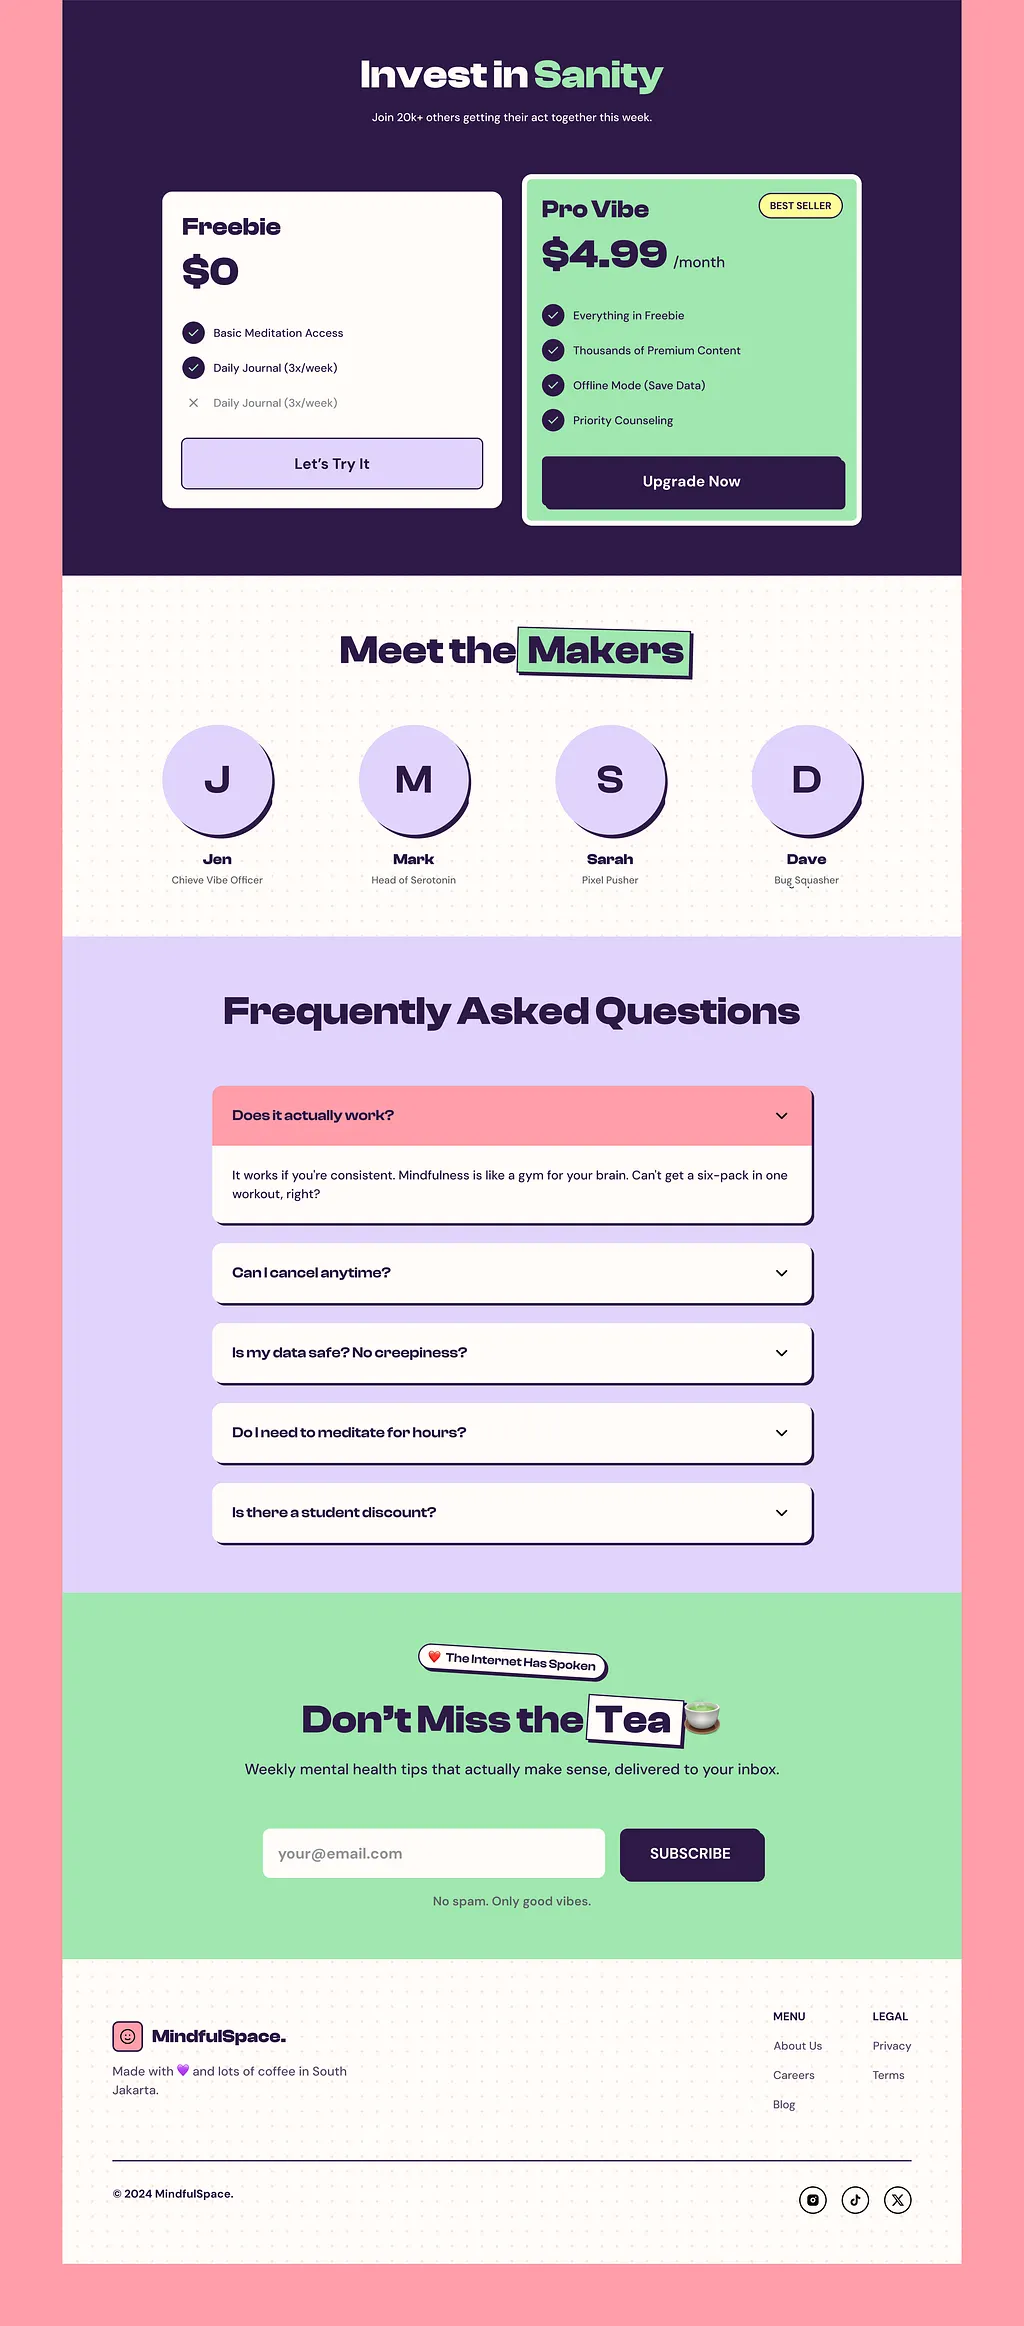 Invest in Sanity
Join 20k+ others getting their act together this week.
Freebie
$0
Basic Meditation Access
Daily Journal (3x/week)
Daily Journal (3x/week)
Let's Try It
Pro Vibe
BEST SELLER
$4.99 /month
Everything in Freebie
Thousands of Premium Content
Offline Mode (Save Data)
Priority Counseling
Upgrade Now
Meet the Makers
J
Jen
Chieve Vibe Officer
M
Mark
Head of Serotonin
S
Sarah
Pixel Pusher
D
Dave
Bug Squasher
Frequently Asked Questions
Does it actually work?
It works if you're consistent. Mindfulness is like a gym for your brain. Can't get a six-pack in one
workout, right?
Can I cancel anytime?
Is my data safe? No creepiness?
Do I need to meditate for hours?
Is there a student discount?
❤️ The Internet Has Spoken
Don't Miss the Tea🍵
Weekly mental health tips that actually make sense, delivered to your inbox.
your@email.com
SUBSCRIBE
No spam. Only good vibes.
MindfulSpace.
Made with 💜 and lots of coffee in South
Jakarta.
MENU
About Us
Careers
Blog
LEGAL
Privacy
Terms
© 2024 MindfulSpace.